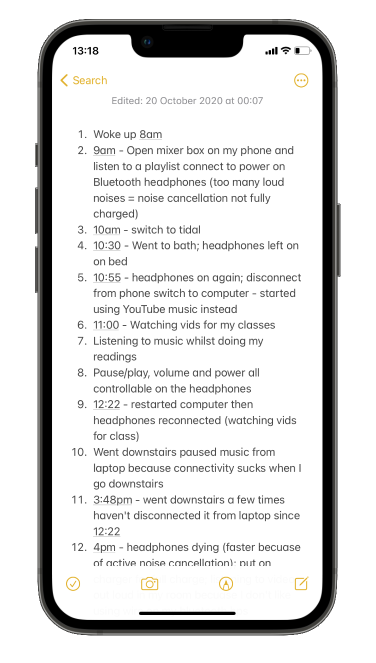 13:18
Search
Edited: 20 October 2020 at 00:07
1. Woke up 8am
2. 9am - Open mixer box on my phone and
listen to a playlist connect to power on
Bluetooth headphones (too many loud
noises = noise cancellation not fully
charged)
3. 10am - switch to tidal
4. 10:30 - Went to bath; headphones left on
on bed
5. 10:55 - headphones on again; disconnect
from phone switch to computer - started
using YouTube music instead
6. 11:00 - Watching vids for my classes
7. Listening to music whilst doing my
readings
8. Pause/play, volume and power all
controllable on the headphones
9. 12:22 - restarted computer then
headphones reconnected (watching vids
for class)
10. Went downstairs paused music from
laptop because connectivity sucks when I
go downstairs
11. 3:48pm - went downstairs a few times
haven't disconnected it from laptop since
12:22
12. 4pm - headphones dying (faster becuase
of active noise cancellation); put on